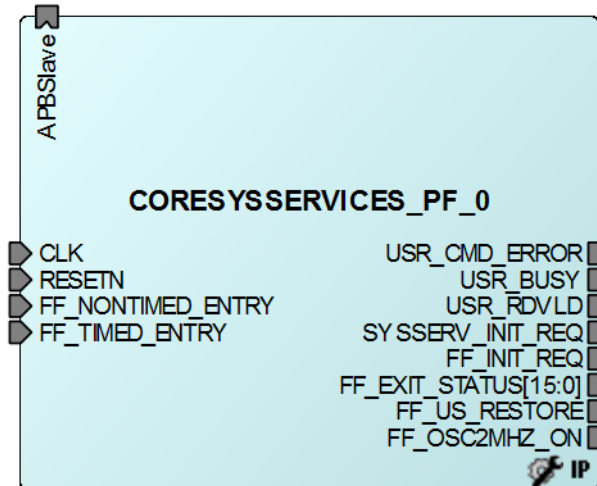 APBSlave
CORESYSSERVICES_PF_0
CLK
RESETN
FF_NONTIMED_ENTRY
FF_TIMED_ENTRY
USR_CMD_ERROR
USR_BUSY
USR_RDVLD
SYSSERV_INIT_REQ
FF_INIT_REQ
FF_EXIT_STATUS[15:0]
FF_US_RESTORE
FF_OSC2MHZ_ON
IP